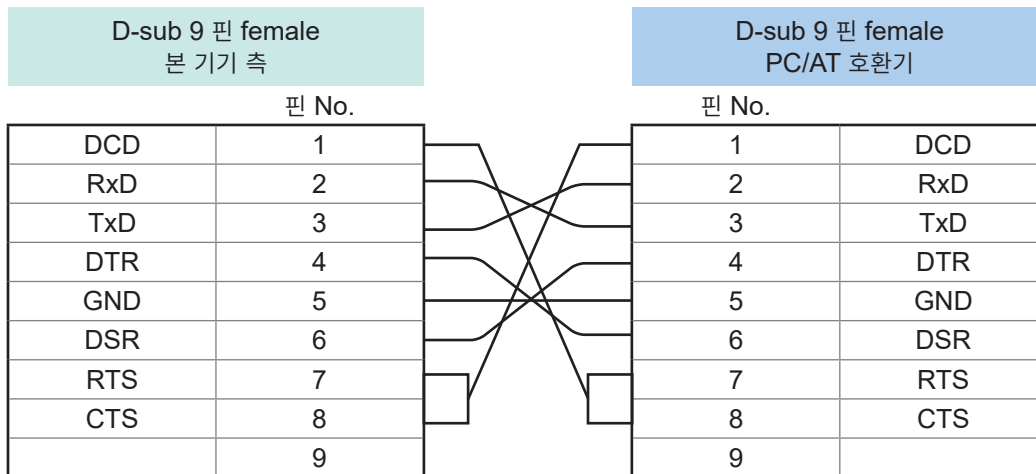 D-sub 9 핀 female
본 기기 측
D-sub 9 핀 female
PC/AT 호환기
핀 No.
핀 No.
DCD 1 1 DCD
RxD 2 2 RxD
TxD 3 3 TxD
DTR 4 4 DTR
GND 5 5 GND
DSR 6 6 DSR
RTS 7 7 RTS
CTS 8 8 CTS
9 9